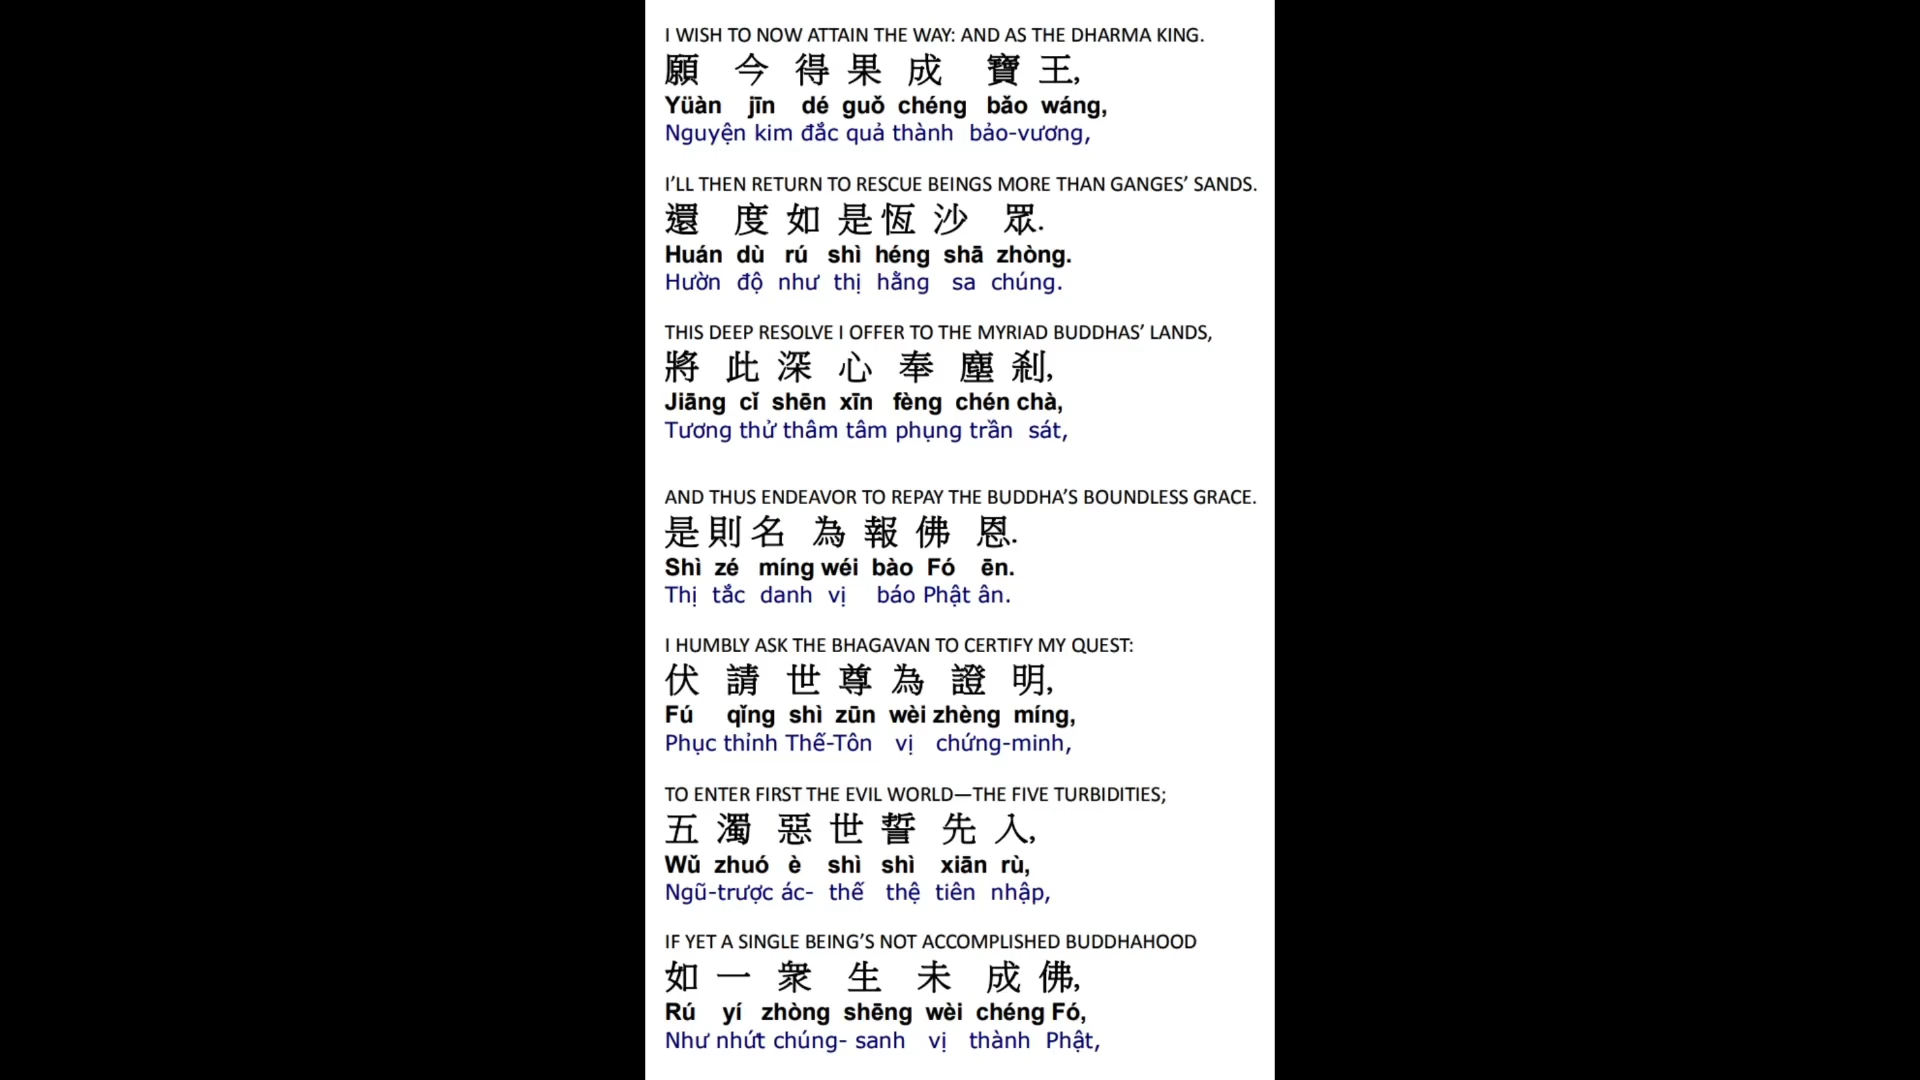 I WISH TO NOW ATTAIN THE WAY: AND AS THE DHARMA KING.
願 今 得 果 成 寶 王,
Yüàn jīn dé guǒ chéng bǎo wáng,
Nguyện kim đắc quả thành bảo-vương,
I’LL THEN RETURN TO RESCUE BEINGS MORE THAN GANGES’ SANDS.
還 度 如 是 恆 沙 眾.
Huán dù rú shì héng shā zhòng.
Hườn độ như thị hằng sa chúng.
THIS DEEP RESOLVE I OFFER TO THE MYRIAD BUDDHAS’ LANDS,
將 此 深 心 奉 塵 剎,
Jiāng cǐ shēn xīn fèng chén chà,
Tương thử thâm tâm phụng trần sát,
AND THUS ENDEAVOR TO REPAY THE BUDDHA’S BOUNDLESS GRACE.
是 則 名 為 報 佛 恩.
Shì zé míng wéi bào Fó ēn.
Thị tắc danh vị báo Phật ân.
I HUMBLY ASK THE BHAGAVAN TO CERTIFY MY QUEST:
伏 請 世 尊 為 證 明,
Fú qǐng shì zūn wèi zhèng míng,
Phục thỉnh Thế-Tôn vị chứng-minh,
TO ENTER FIRST THE EVIL WORLD—THE FIVE TURBIDITIES;
五 濁 惡 世 誓 先 入,
Wǔ zhuó è shì shì xiān rù,
Ngũ-trược ác- thế thệ tiên nhập,
IF YET A SINGLE BEING’S NOT ACCOMPLISHED BUDDHAHOOD
如 一 衆 生 未 成 佛,
Rú yí zhòng shēng wèi chéng Fó,
Như nhứt chúng- sanh vị thành Phật,